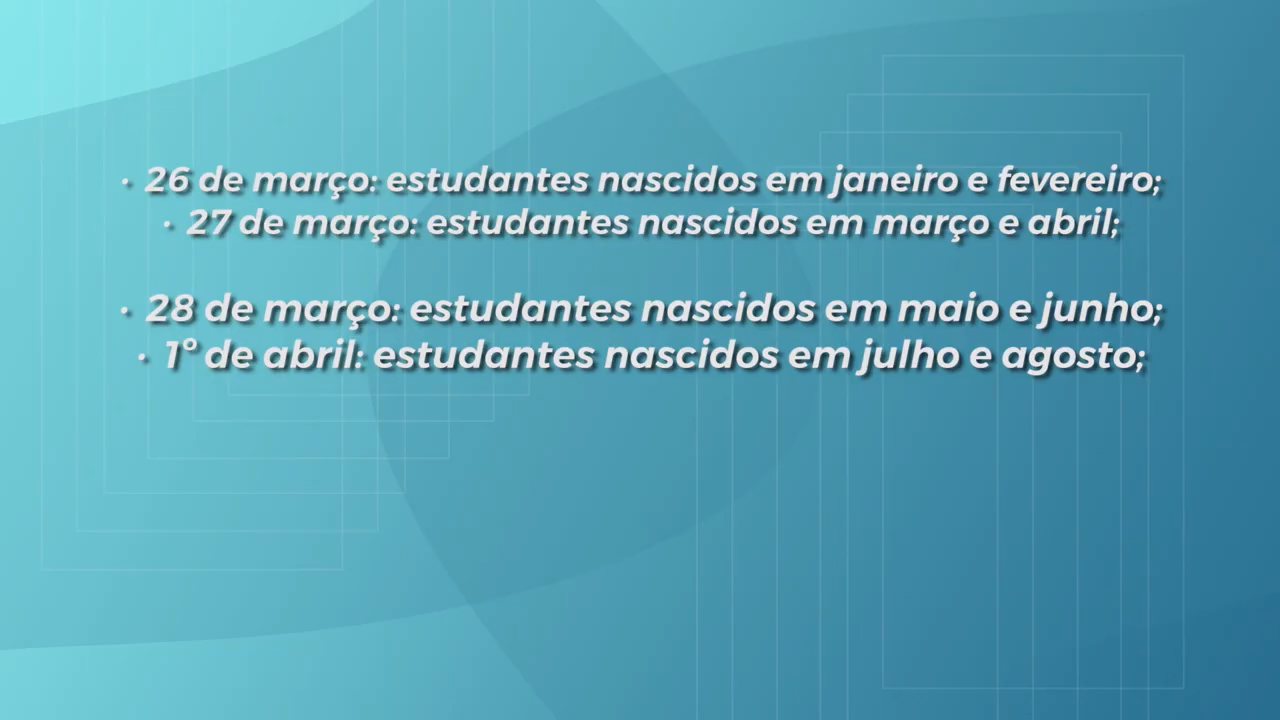 · 26 de março: estudantes nascidos em janeiro e fevereiro;
· 27 de março: estudantes nascidos em março e abril;
· 28 de março: estudantes nascidos em maio e junho;
· 1º de abril: estudantes nascidos em julho e agosto;